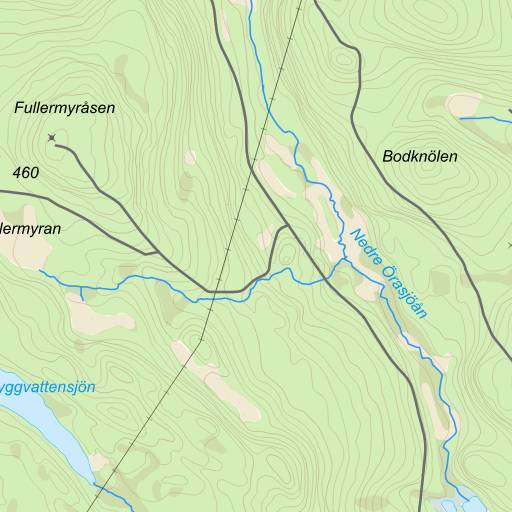 Fullermyråsen
Bodknölen
460
lermyran
Nedre Örasjöån
yggvattensjön